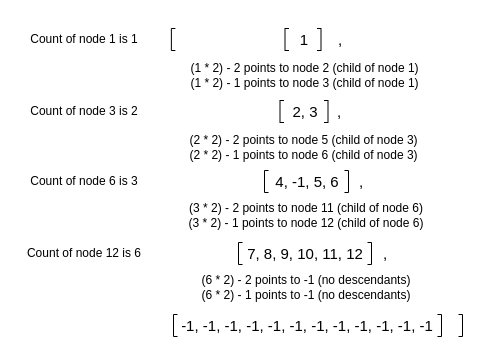 Count of node 1 is 1 [ [ 1 ] ,
(1 * 2) - 2 points to node 2 (child of node 1)
(1 * 2) - 1 points to node 3 (child of node 1)
Count of node 3 is 2 [ 2, 3 ] ,
(2 * 2) - 2 points to node 5 (child of node 3)
(2 * 2) - 1 points to node 6 (child of node 3)
Count of node 6 is 3 [ 4, -1, 5, 6 ] ,
(3 * 2) - 2 points to node 11 (child of node 6)
(3 * 2) - 1 points to node 12 (child of node 6)
Count of node 12 is 6 [ 7, 8, 9, 10, 11, 12 ] ,
(6 * 2) - 2 points to -1 (no descendants)
(6 * 2) - 1 points to -1 (no descendants)
[ -1, -1, -1, -1, -1, -1, -1, -1, -1, -1, -1, -1 ] ]